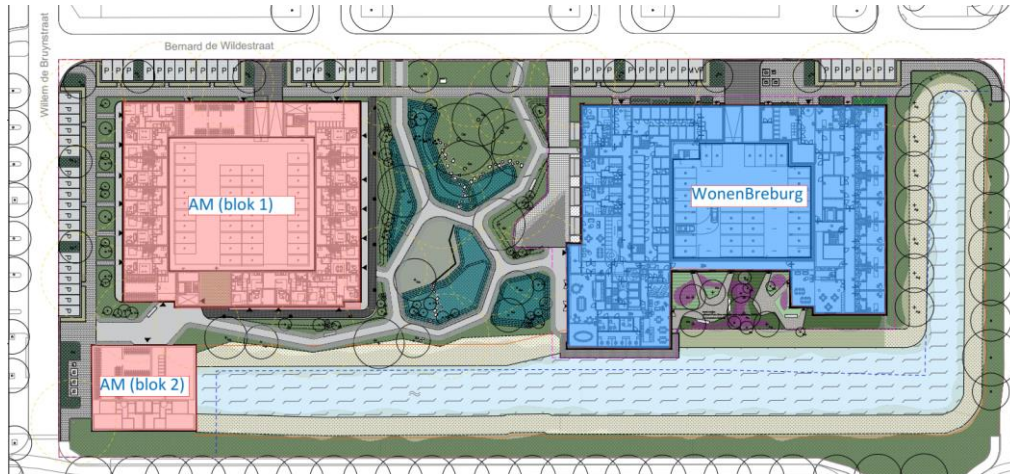 Bernard de Wildestraat
Willem de Bruynstraat
AM (blok 1)
WonenBreburg
AM (blok 2)